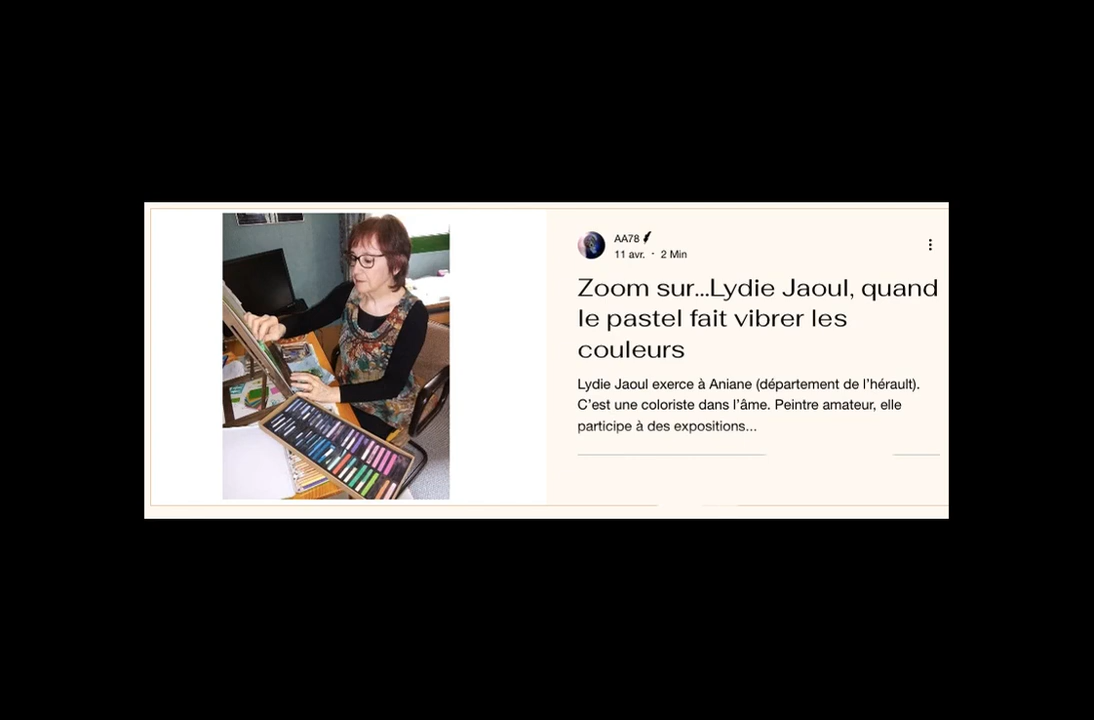 AA78
11 avr. · 2 Min
Zoom sur...Lydie Jaoul, quand
le pastel fait vibrer les
couleurs
Lydie Jaoul exerce à Aniane (département de l’hérault).
C’est une coloriste dans l’âme. Peintre amateur, elle
participe à des expositions...